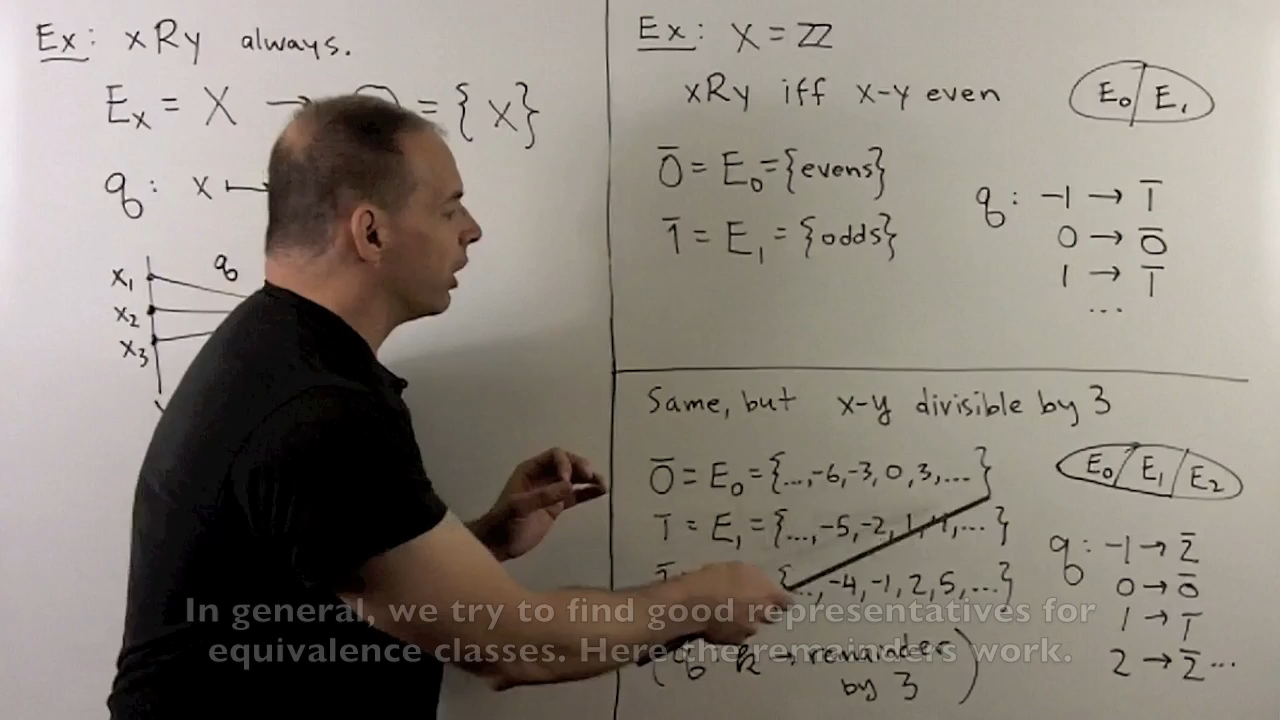 Ex: xRy always.
E_x = X → = {X}
q: x ↦
x₁ q
x₂
x₃
Ex: X = ℤ
xRy iff x-y even
E₀ E₁
0̄ = E₀ = {evens}
1̄ = E₁ = {odds}
q: -1 → 1̄
0 → 0̄
1 → 1̄
...
Same, but x-y divisible by 3
0̄ = E₀ = {...,-6,-3,0,3,...}
E₀ E₁ E₂
1̄ = E₁ = {...,-5,-2,1,4,...}
{...,-4,-1,2,5,...}
q: -1 → 2̄
0 → 0̄
1 → 1̄
2 → 2̄ ...
(q k → remainder
by 3)
In general, we try to find good representatives for
equivalence classes. Here the remainders work.